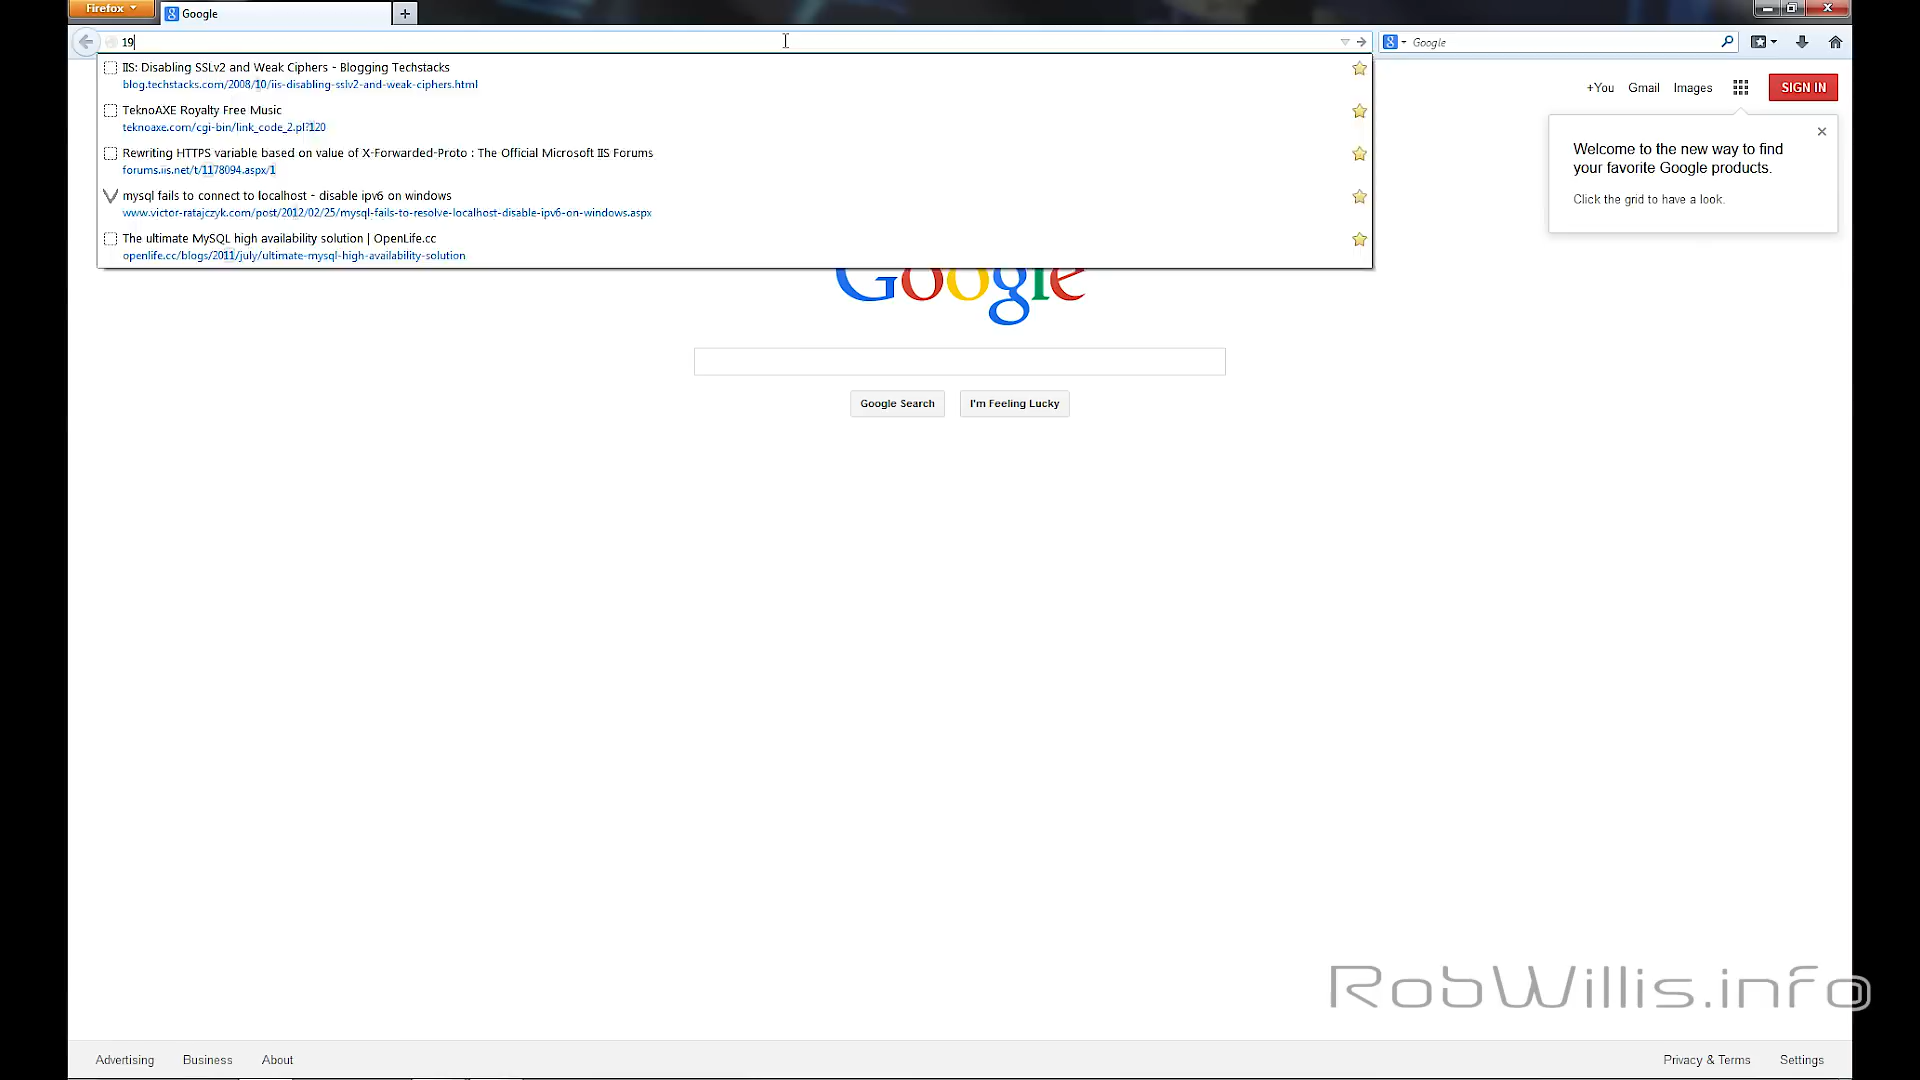 Firefox
Google
19
Google
IIS: Disabling SSLv2 and Weak Ciphers - Blogging Techstacks
blog.techstacks.com/2008/10/iis-disabling-sslv2-and-weak-ciphers.html
TeknoAXE Royalty Free Music
teknoaxe.com/cgi-bin/link_code_2.pl?120
Rewriting HTTPS variable based on value of X-Forwarded-Proto : The Official Microsoft IIS Forums
forums.iis.net/t/1178094.aspx/1
mysql fails to connect to localhost - disable ipv6 on windows
www.victor-ratajczyk.com/post/2012/02/25/mysql-fails-to-resolve-localhost-disable-ipv6-on-windows.aspx
The ultimate MySQL high availability solution | OpenLife.cc
openlife.cc/blogs/2011/july/ultimate-mysql-high-availability-solution
+You Gmail Images SIGN IN
Welcome to the new way to find
your favorite Google products.
Click the grid to have a look.
Google
Google Search I'm Feeling Lucky
RobWillis.info
Advertising Business About Privacy & Terms Settings